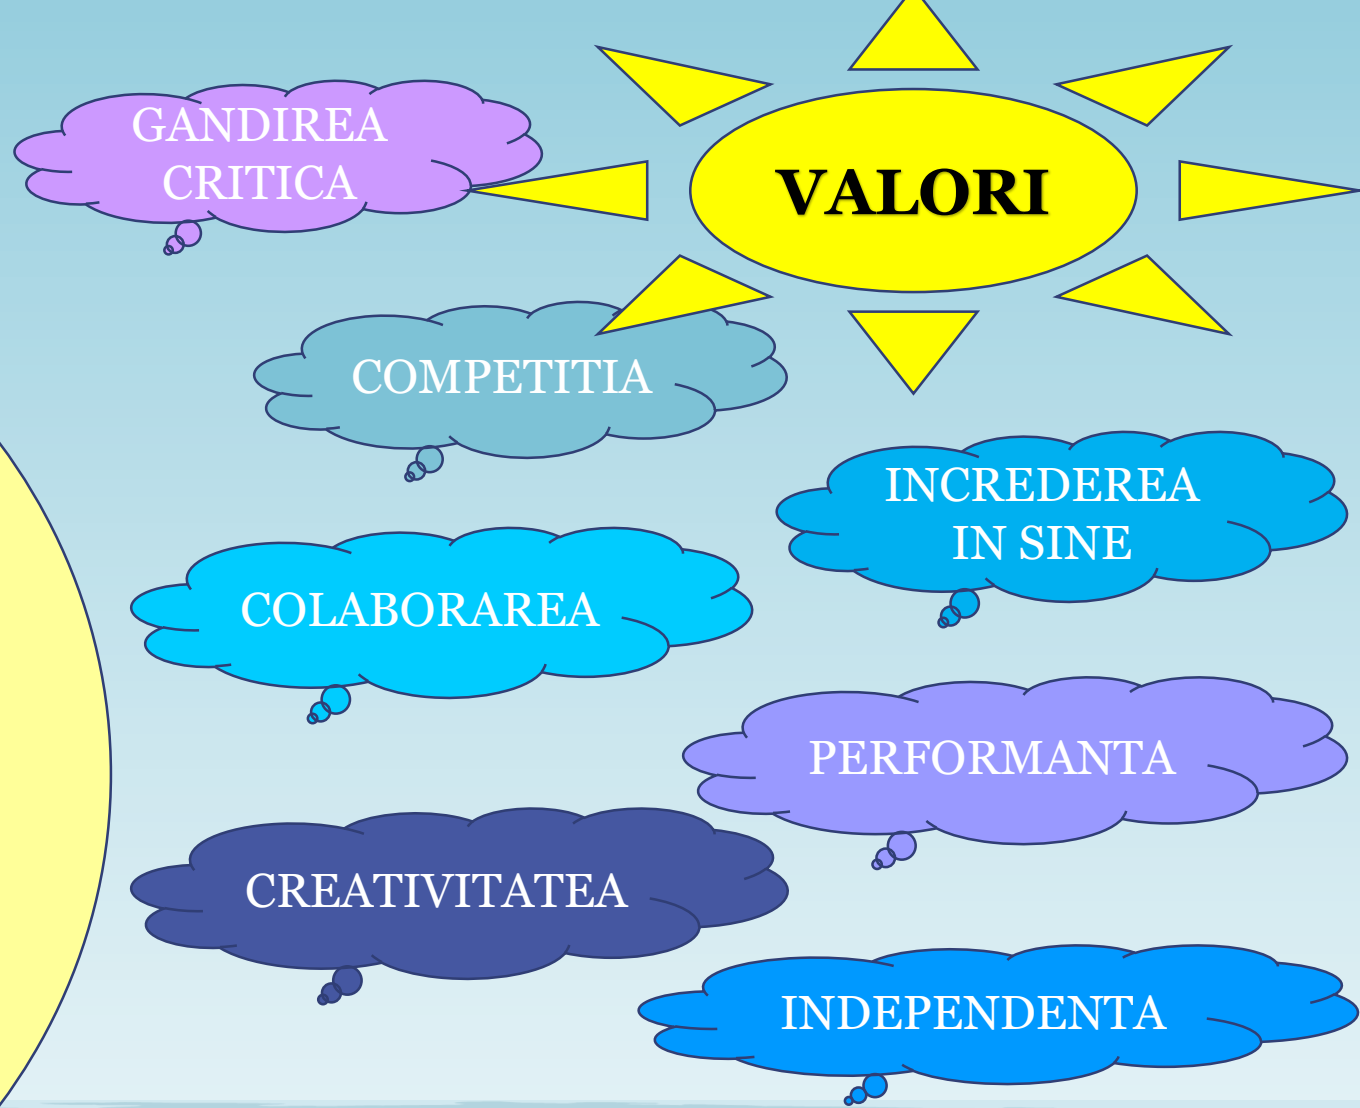 GANDIREA
CRITICA
VALORI
COMPETITIA
INCREDEREA
IN SINE
COLABORAREA
PERFORMANTA
CREATIVITATEA
INDEPENDENTA